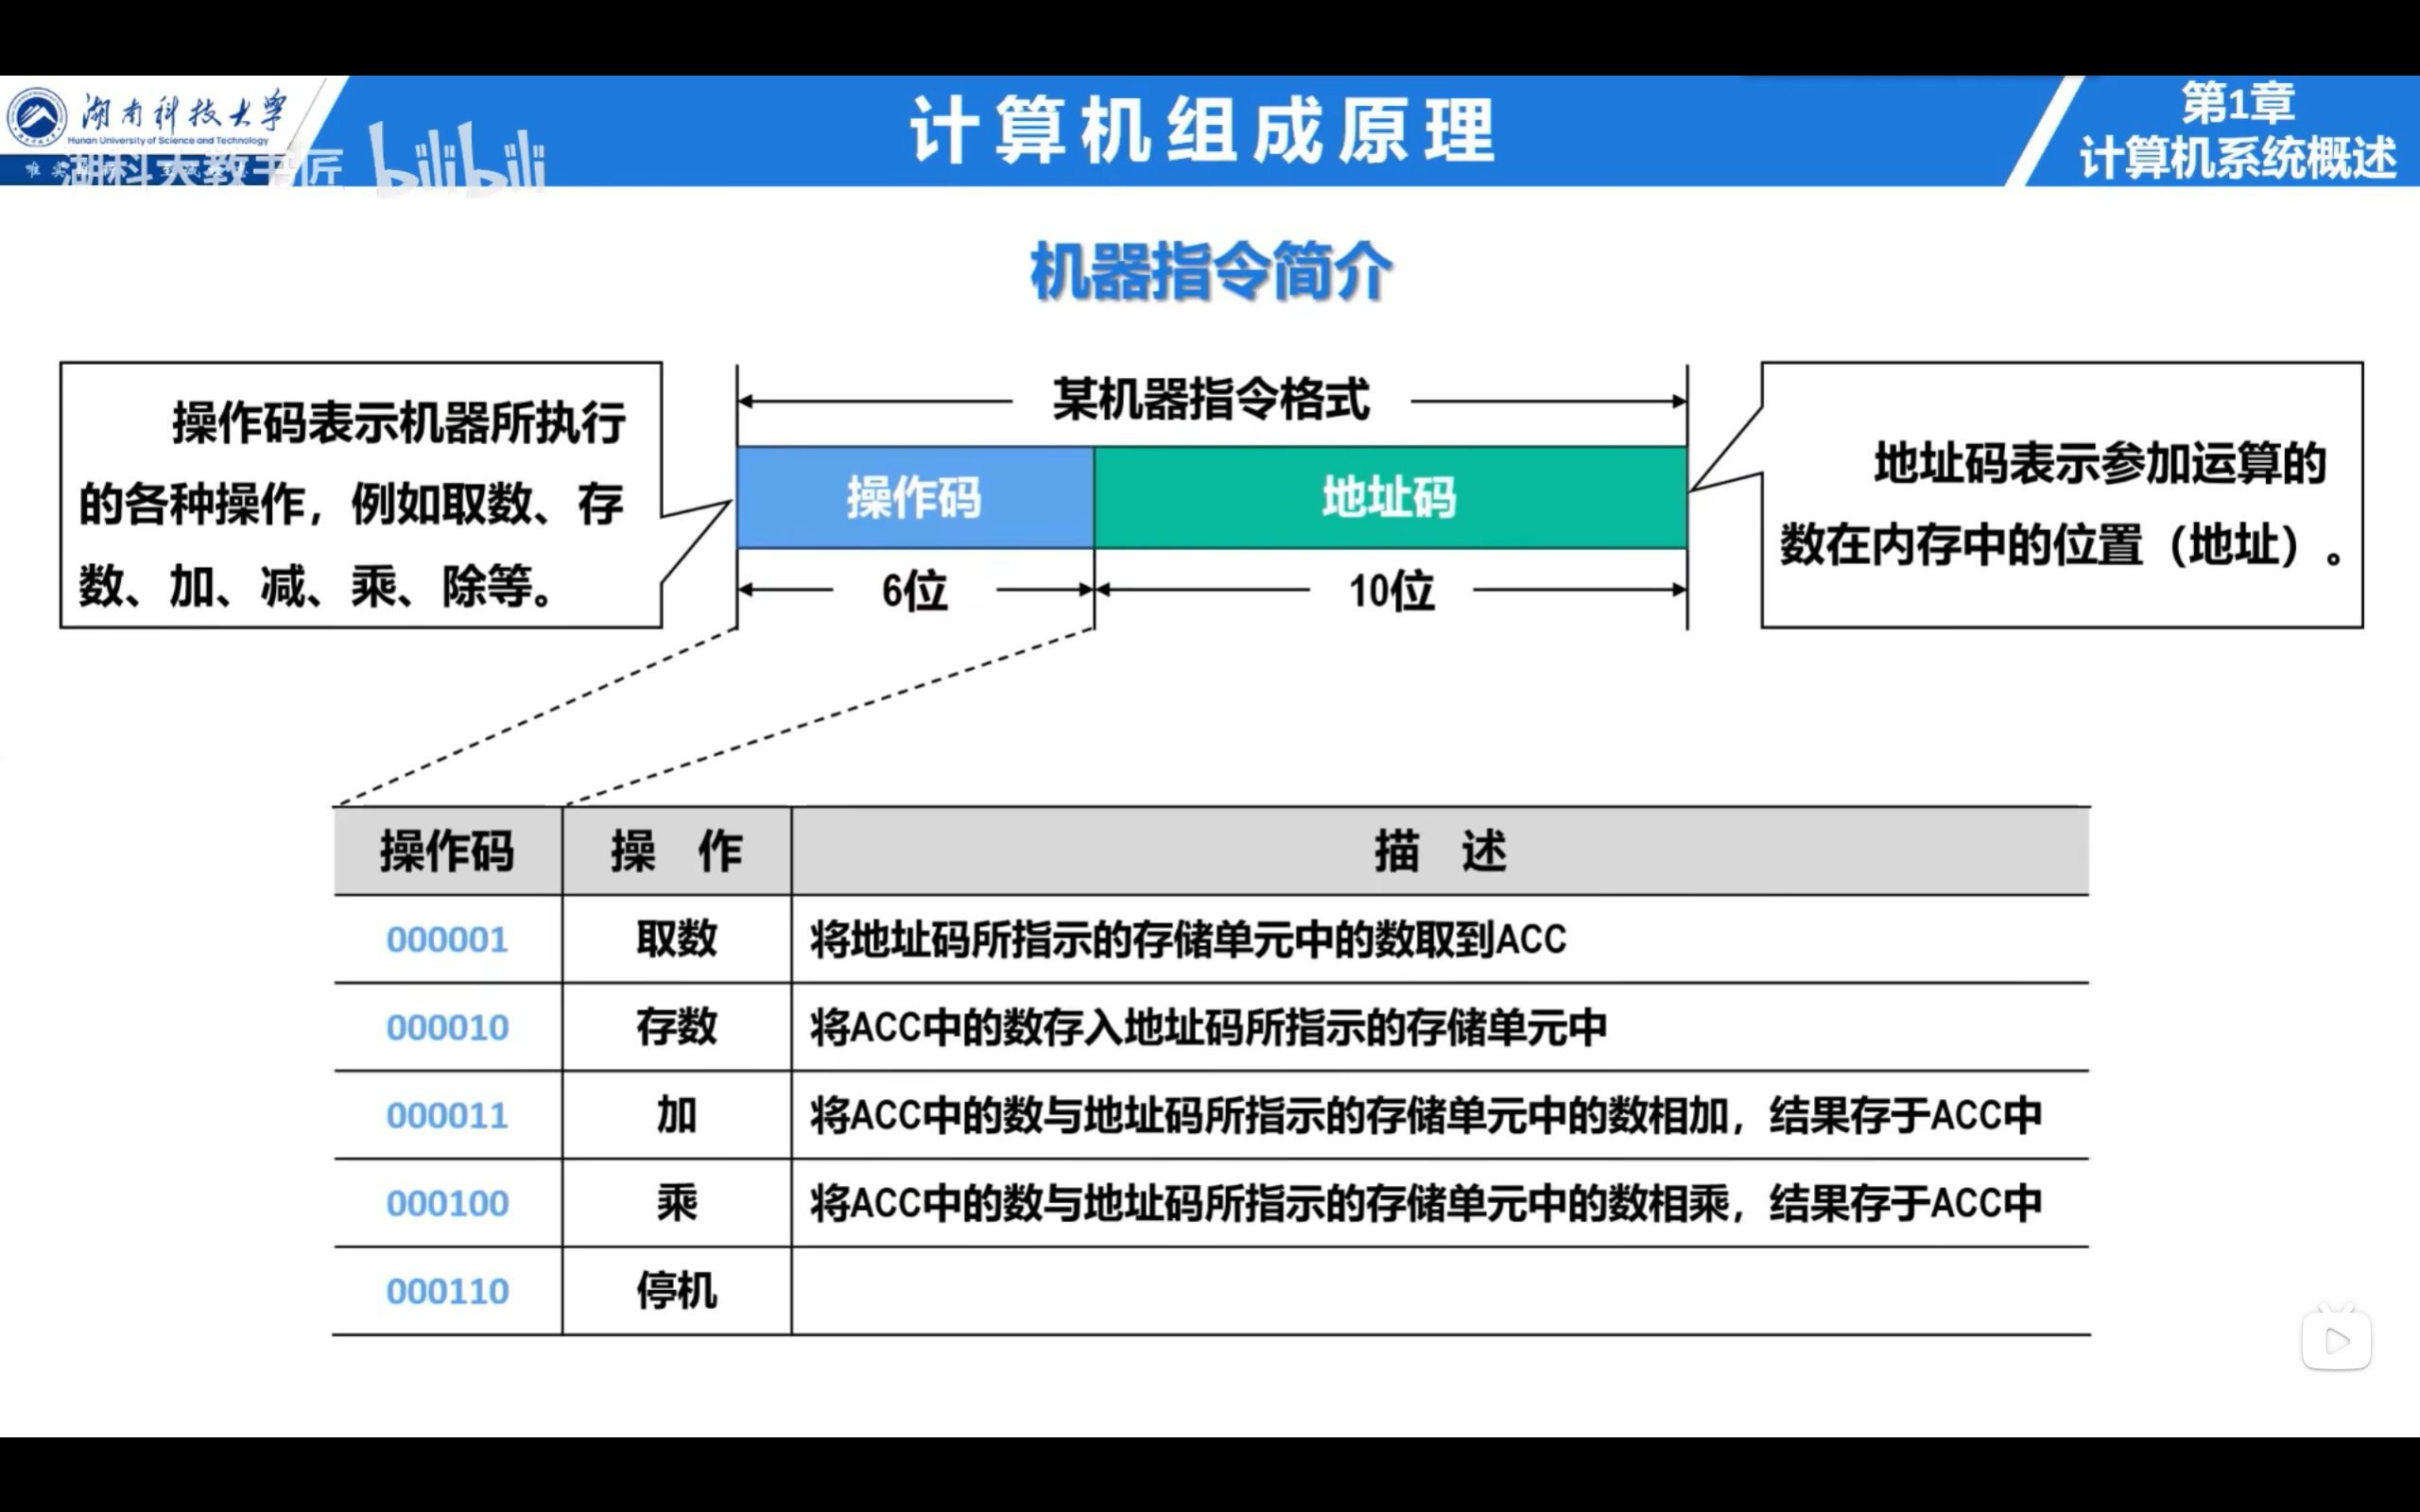 湖南科技大学
Hunan University of Science and Technology
湖科大教书匠
bilibili
计算机组成原理
第1章
计算机系统概述
机器指令简介
操作码表示机器所执行
的各种操作，例如取数、存
数、加、减、乘、除等。
某机器指令格式
操作码 地址码
6位 10位
地址码表示参加运算的
数在内存中的位置（地址）。
操作码 操 作 描 述
000001 取数 将地址码所指示的存储单元中的数取到ACC
000010 存数 将ACC中的数存入地址码所指示的存储单元中
000011 加 将ACC中的数与地址码所指示的存储单元中的数相加，结果存于ACC中
000100 乘 将ACC中的数与地址码所指示的存储单元中的数相乘，结果存于ACC中
000110 停机